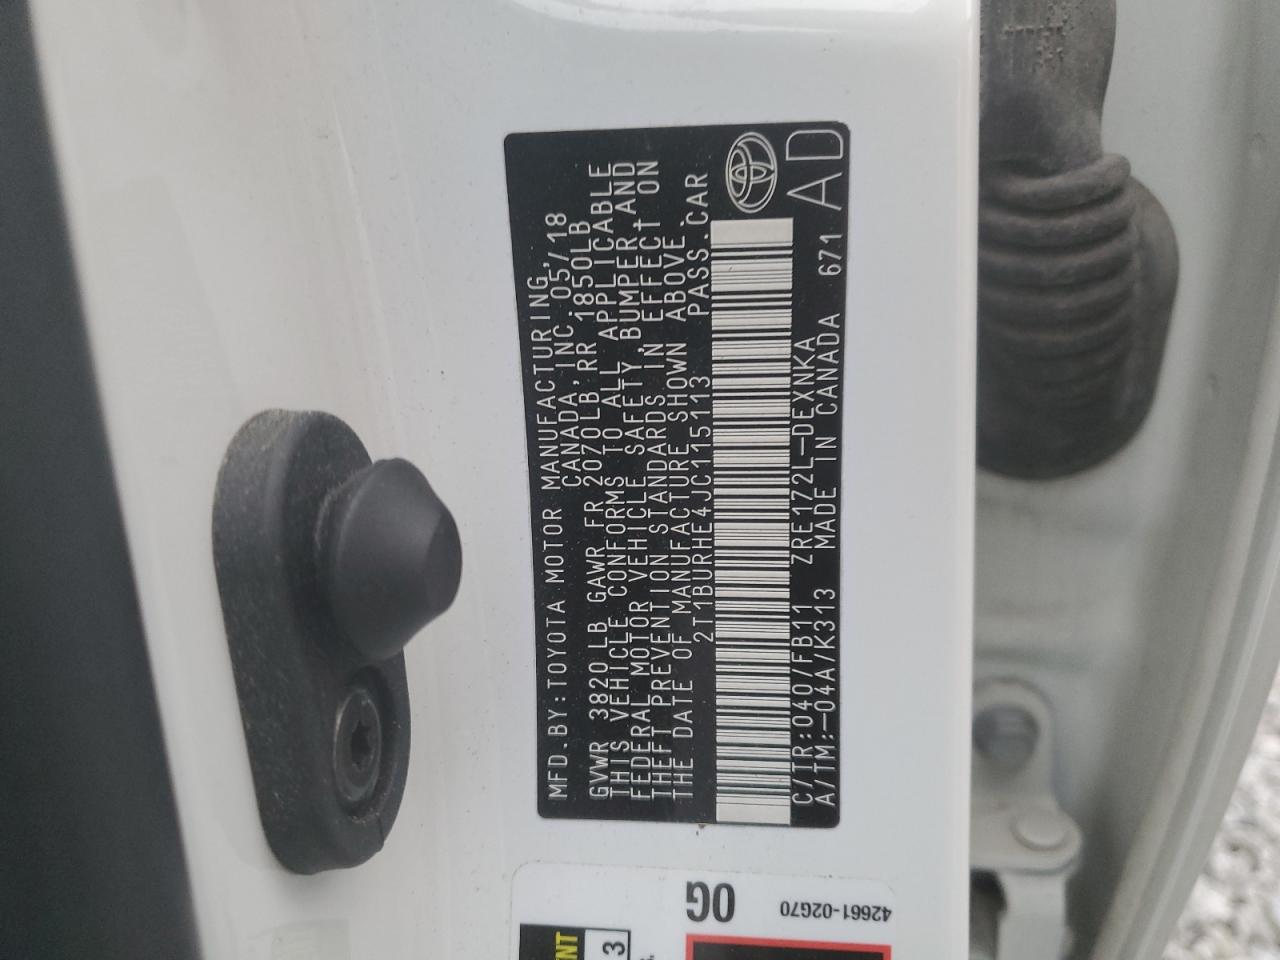 MFD.BY:TOYOTA MOTOR MANUFACTURING,
CANADA,INC.05/18
GVWR 3820LB GAWR FR 2070LB.RR 1850LB
THIS VEHICLE CONFORMS TO ALL APPLICABLE
FEDERAL MOTOR VEHICLE SAFETY,BUMPER,AND
THEFT PREVENTION STANDARDS IN EFFECT ON
THE DATE OF MANUFACTURE SHOWN ABOVE.
2T1BURHE4JC115113 PASS.CAR
C/TR:040/FB11 ZRE172L-DEXNKA
A/TM:-04A/K313 MADE IN CANADA 671
AD
0G
42661-02G70
3